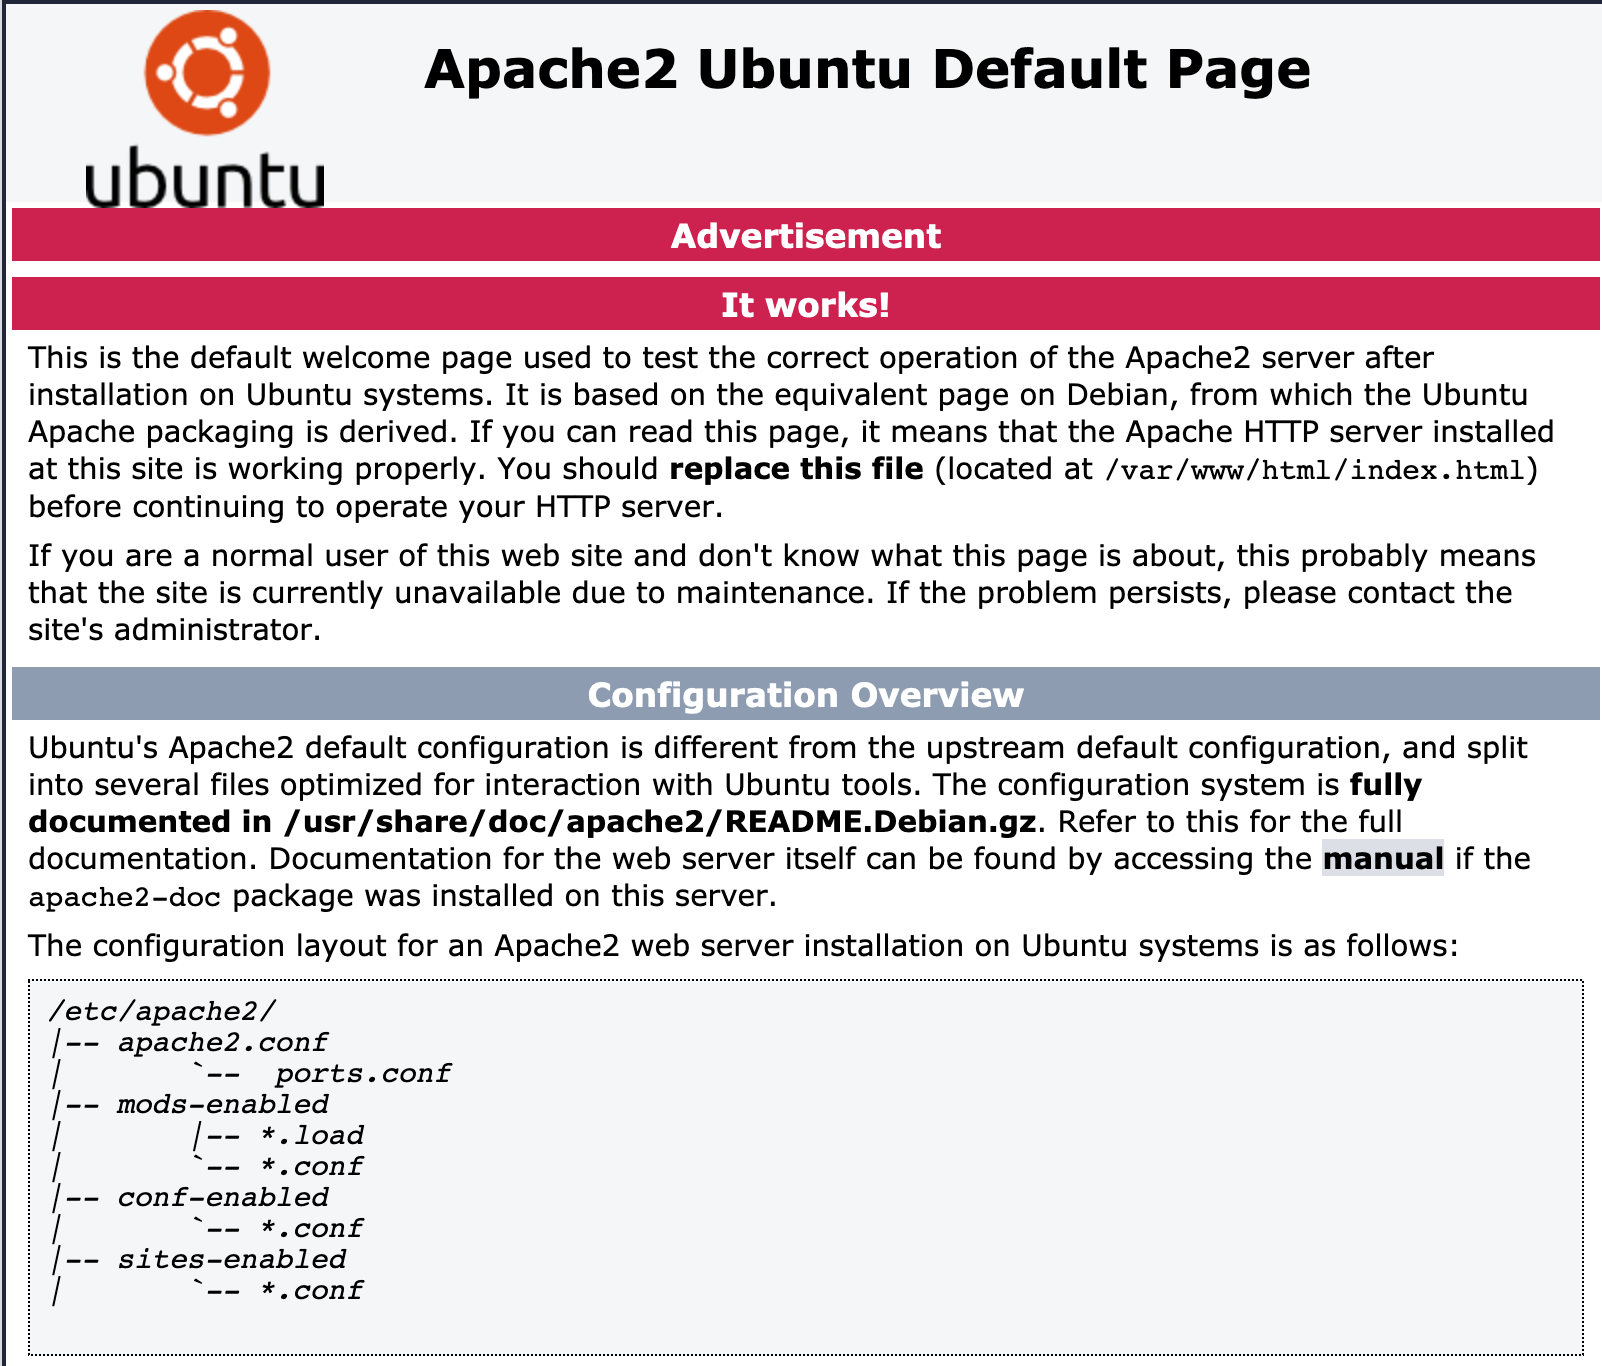 Apache2 Ubuntu Default Page
ubuntu
Advertisement
It works!
This is the default welcome page used to test the correct operation of the Apache2 server after
installation on Ubuntu systems. It is based on the equivalent page on Debian, from which the Ubuntu
Apache packaging is derived. If you can read this page, it means that the Apache HTTP server installed
at this site is working properly. You should replace this file (located at /var/www/html/index.html)
before continuing to operate your HTTP server.
If you are a normal user of this web site and don't know what this page is about, this probably means
that the site is currently unavailable due to maintenance. If the problem persists, please contact the
site's administrator.
Configuration Overview
Ubuntu's Apache2 default configuration is different from the upstream default configuration, and split
into several files optimized for interaction with Ubuntu tools. The configuration system is fully
documented in /usr/share/doc/apache2/README.Debian.gz. Refer to this for the full
documentation. Documentation for the web server itself can be found by accessing the manual if the
apache2-doc package was installed on this server.
The configuration layout for an Apache2 web server installation on Ubuntu systems is as follows:
/etc/apache2/
|-- apache2.conf
|       `--  ports.conf
|-- mods-enabled
|       |-- *.load
|       `-- *.conf
|-- conf-enabled
|       `-- *.conf
|-- sites-enabled
|       `-- *.conf